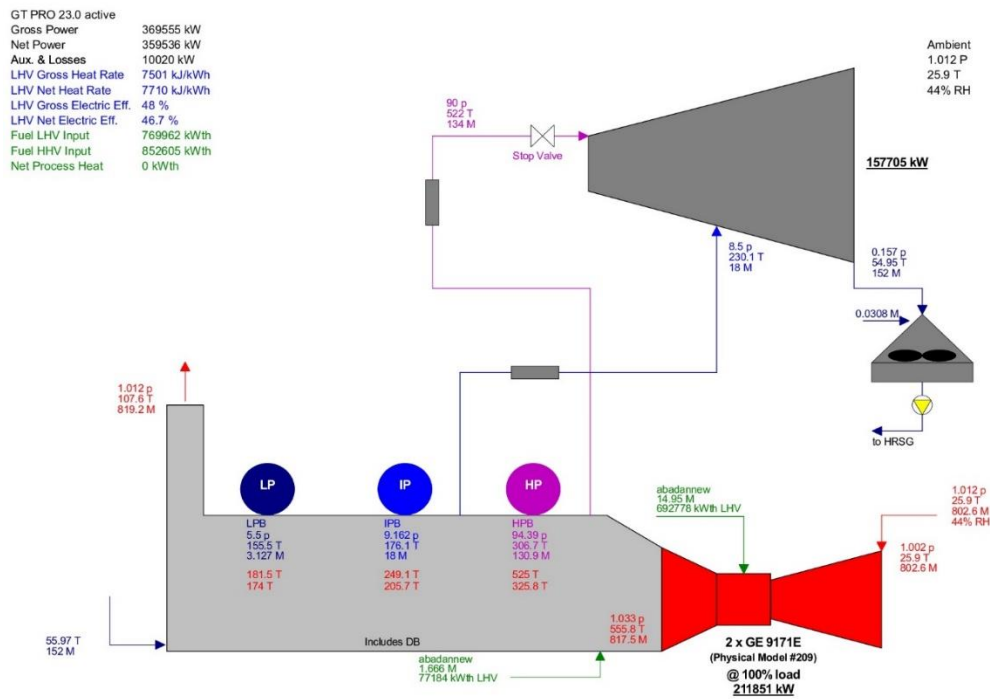 GT PRO 23.0 active
Gross Power 369555 kW
Net Power 359536 kW
Aux. & Losses 10020 kW
LHV Gross Heat Rate 7501 kJ/kWh
LHV Net Heat Rate 7710 kJ/kWh
LHV Gross Electric Eff. 48 %
LHV Net Electric Eff. 46.7 %
Fuel LHV Input 769962 kWth
Fuel HHV Input 852605 kWth
Net Process Heat 0 kWth
Ambient
1.012 P
25.9 T
44% RH
90 p
522 T
134 M
Stop Valve
157705 kW
8.5 p
230.1 T
18 M
0.157 p
54.95 T
152 M
0.0308 M
to HRSG
1.012 p
107.6 T
819.2 M
LP
IP
HP
LPB
5.5 p
155.5 T
3.127 M
181.5 T
174 T
IPB
9.162 p
176.1 T
18 M
249.1 T
205.7 T
HPB
94.39 p
306.7 T
130.9 M
525 T
325.8 T
abadannew
14.95 M
692778 kWth LHV
1.012 p
25.9 T
802.6 M
44% RH
1.002 p
25.9 T
802.6 M
1.033 p
555.8 T
817.5 M
55.97 T
152 M
Includes DB
abadannew
1.666 M
77184 kWth LHV
2 x GE 9171E
(Physical Model #209)
@ 100% load
211851 kW